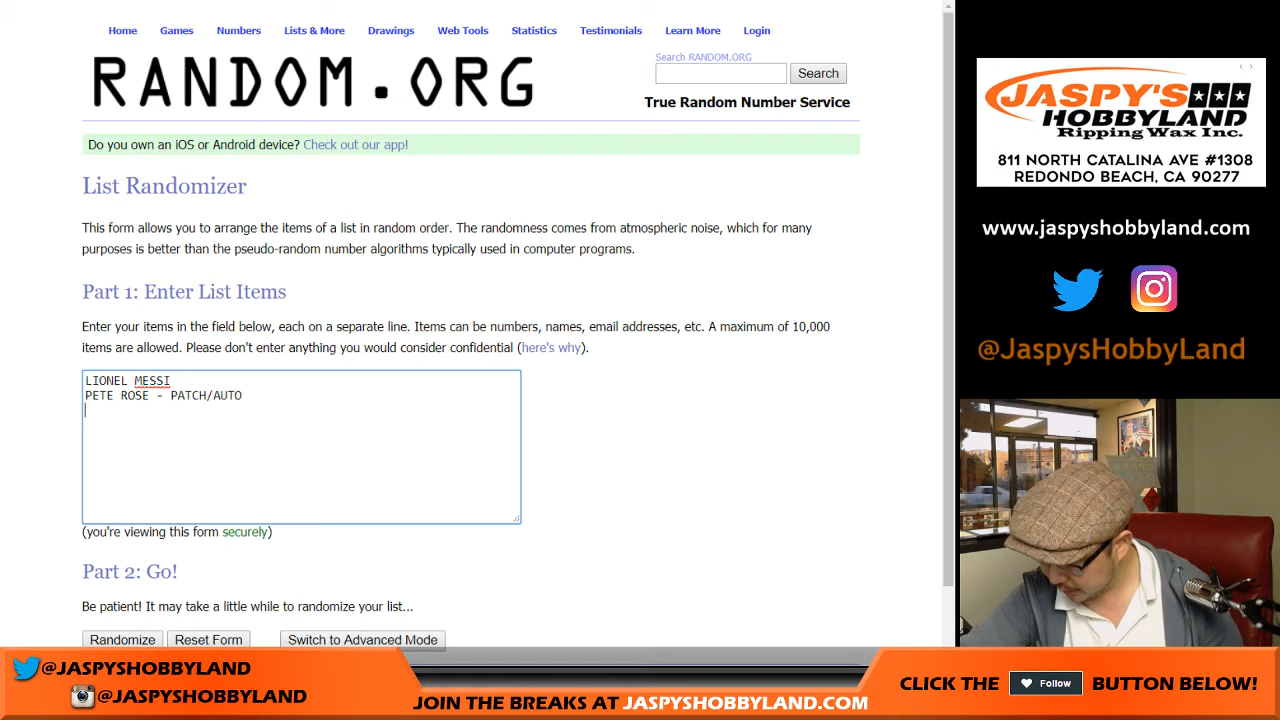 Home Games Numbers Lists & More Drawings Web Tools Statistics Testimonials Learn More Login
RANDOM.ORG
Search RANDOM.ORG
Search
True Random Number Service
Do you own an iOS or Android device? Check out our app!
List Randomizer
This form allows you to arrange the items of a list in random order. The randomness comes from atmospheric noise, which for many
purposes is better than the pseudo-random number algorithms typically used in computer programs.
Part 1: Enter List Items
Enter your items in the field below, each on a separate line. Items can be numbers, names, email addresses, etc. A maximum of 10,000
items are allowed. Please don't enter anything you would consider confidential (here's why).
LIONEL MESSI
PETE ROSE - PATCH/AUTO
(you're viewing this form securely)
Part 2: Go!
Be patient! It may take a little while to randomize your list...
Randomize Reset Form Switch to Advanced Mode
JASPY'S
HOBBYLAND
Ripping Wax Inc.
811 NORTH CATALINA AVE #1308
REDONDO BEACH, CA 90277
www.jaspyshobbyland.com
@JaspysHobbyLand
@JASPYSHOBBYLAND
@JASPYSHOBBYLAND
JOIN THE BREAKS AT JASPYSHOBBYLAND.COM
CLICK THE Follow BUTTON BELOW!